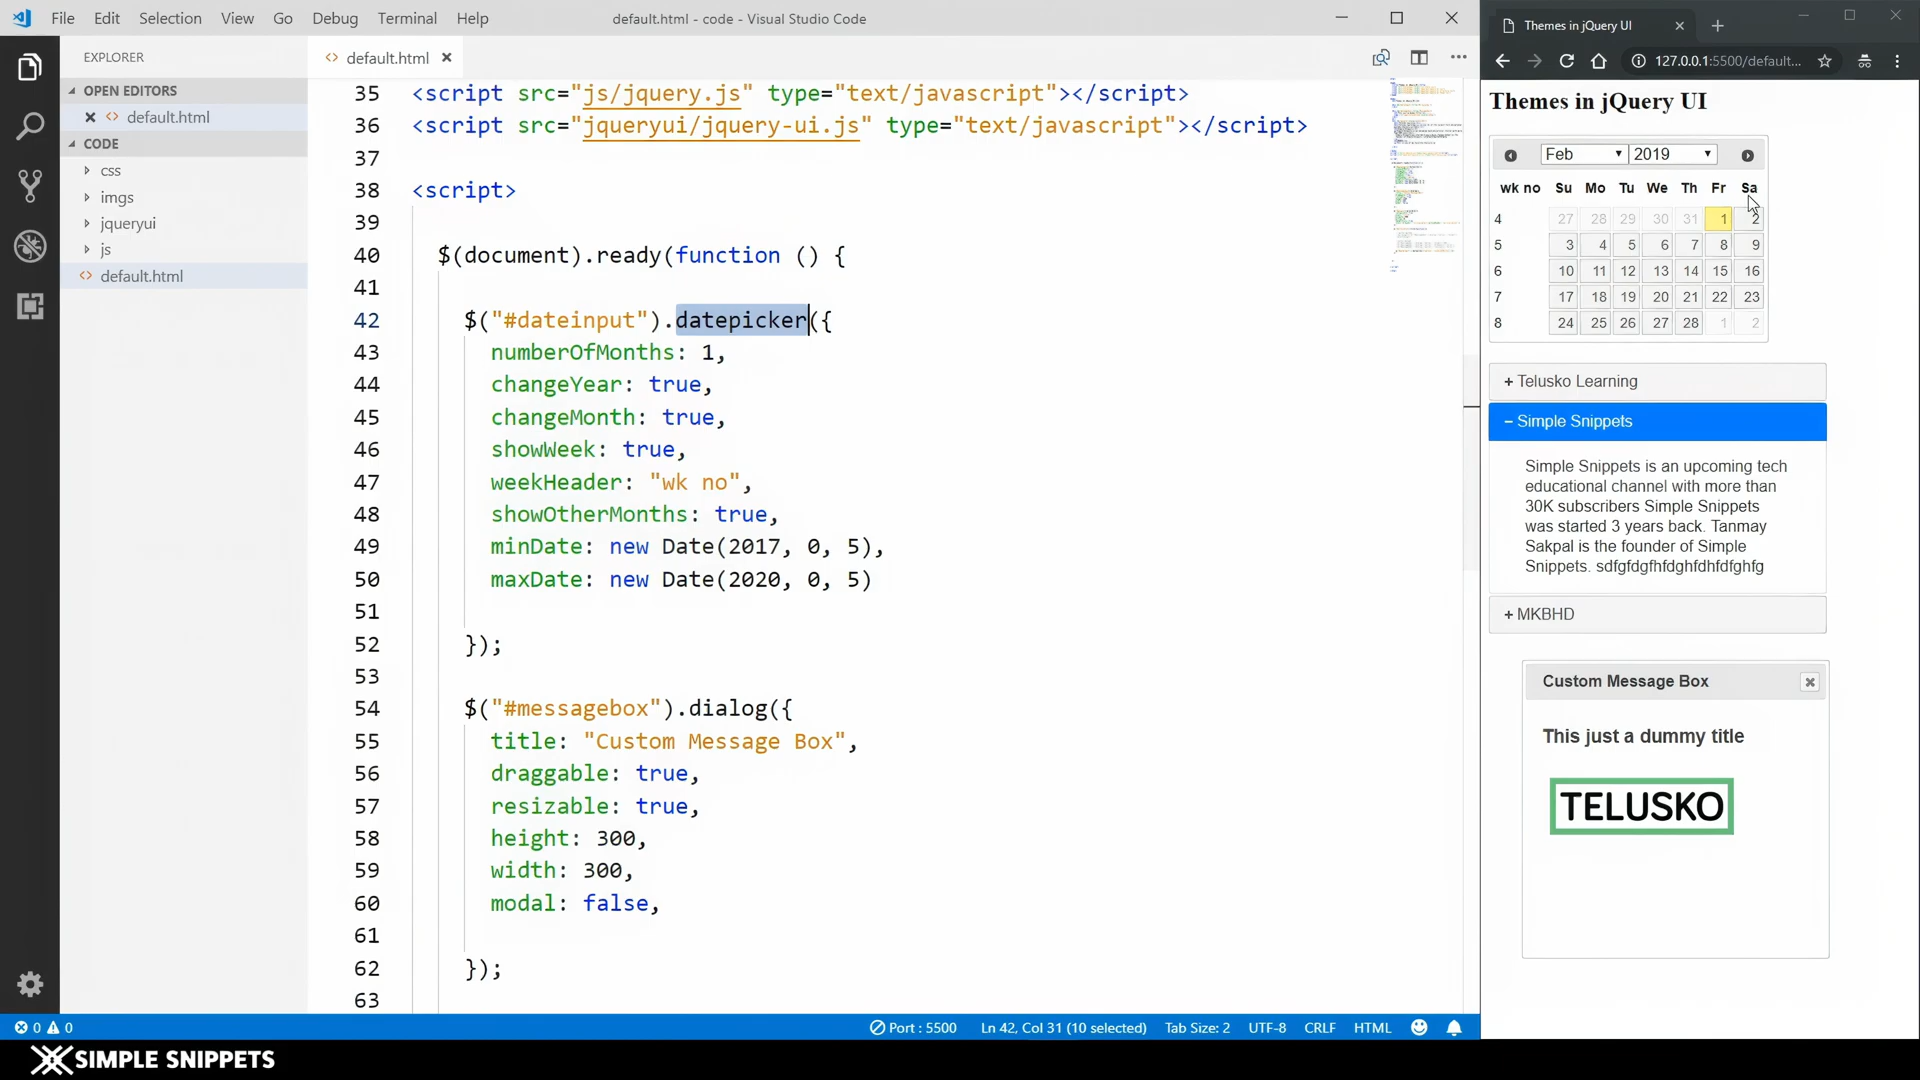 File Edit Selection View Go Debug Terminal Help
default.html - code - Visual Studio Code
EXPLORER
OPEN EDITORS
default.html
CODE
css
imgs
jqueryui
js
default.html
default.html
35 <script src="js/jquery.js" type="text/javascript"></script>
36 <script src="jqueryui/jquery-ui.js" type="text/javascript"></script>
37
38 <script>
39
40 $(document).ready(function () {
41
42 $("#dateinput").datepicker({
43 numberOfMonths: 1,
44 changeYear: true,
45 changeMonth: true,
46 showWeek: true,
47 weekHeader: "wk no",
48 showOtherMonths: true,
49 minDate: new Date(2017, 0, 5),
50 maxDate: new Date(2020, 0, 5)
51
52 });
53
54 $("#messagebox").dialog({
55 title: "Custom Message Box",
56 draggable: true,
57 resizable: true,
58 height: 300,
59 width: 300,
60 modal: false,
61
62 });
63
0 0
Port : 5500
Ln 42, Col 31 (10 selected)
Tab Size: 2
UTF-8
CRLF
HTML
Themes in jQuery UI
127.0.0.1:5500/default...
Themes in jQuery UI
Feb 2019
wk no Su Mo Tu We Th Fr Sa
4 27 28 29 30 31 1 2
5 3 4 5 6 7 8 9
6 10 11 12 13 14 15 16
7 17 18 19 20 21 22 23
8 24 25 26 27 28 1 2
+ Telusko Learning
− Simple Snippets
Simple Snippets is an upcoming tech
educational channel with more than
30K subscribers Simple Snippets
was started 3 years back. Tanmay
Sakpal is the founder of Simple
Snippets. sdfgfdgfhfdghfdhfdfghfg
+ MKBHD
Custom Message Box
This just a dummy title
TELUSKO
SIMPLE SNIPPETS